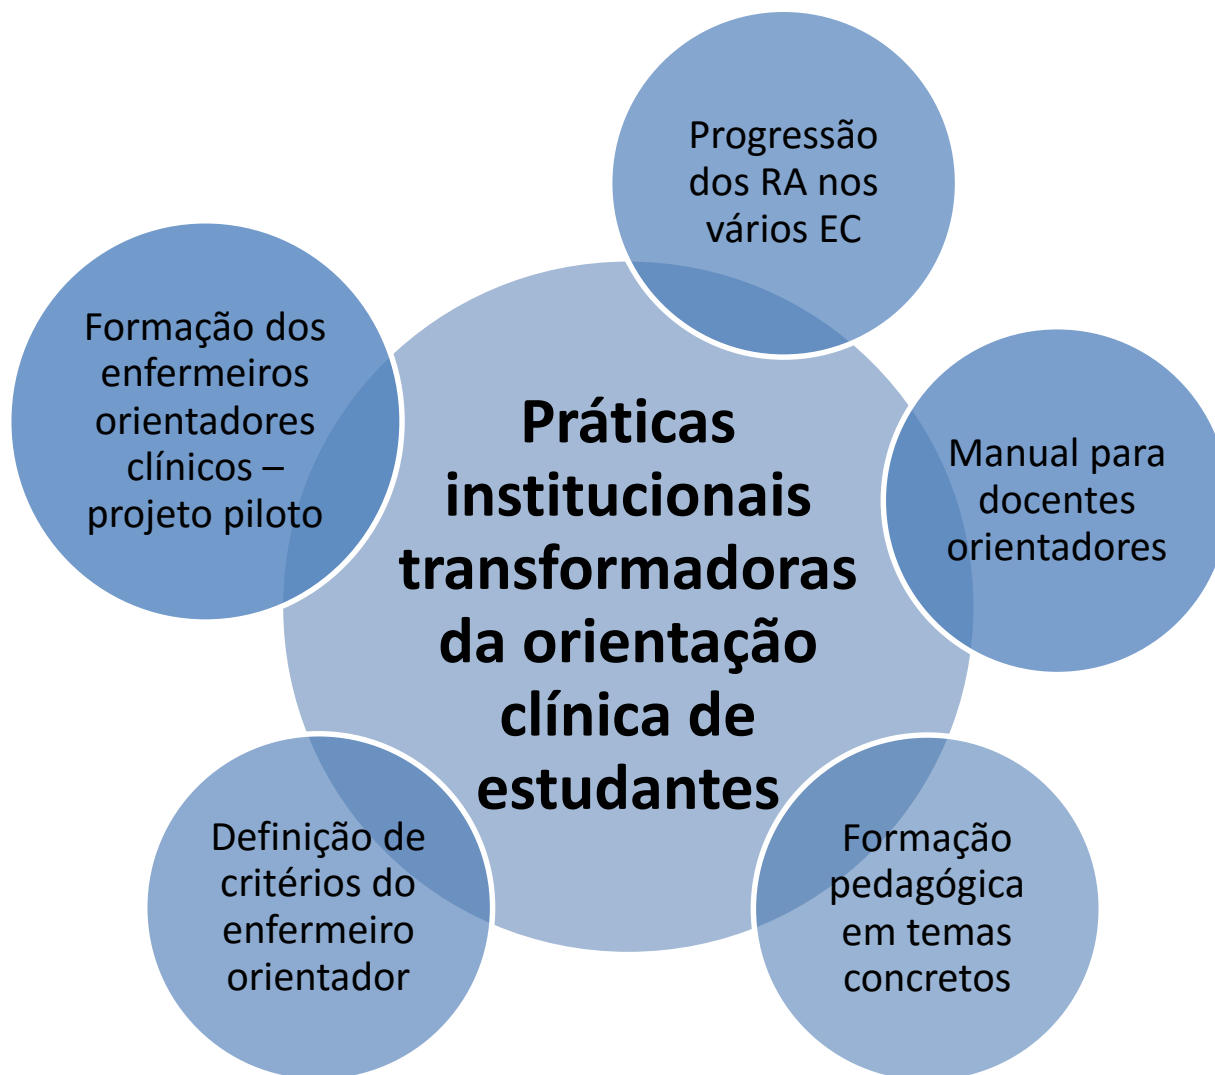 Progressão
dos RA nos
vários EC
Formação dos
enfermeiros
orientadores
clínicos –
projeto piloto
Práticas
institucionais
transformadoras
da orientação
clínica de
estudantes
Manual para
docentes
orientadores
Definição de
critérios do
enfermeiro
orientador
Formação
pedagógica
em temas
concretos